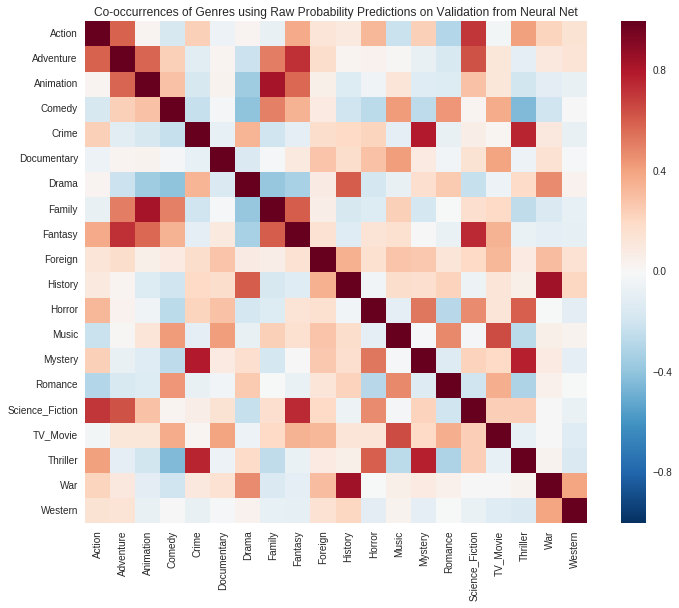 Co-occurrences of Genres using Raw Probability Predictions on Validation from Neural Net
Action
Adventure
Animation
Comedy
Crime
Documentary
Drama
Family
Fantasy
Foreign
History
Horror
Music
Mystery
Romance
Science_Fiction
TV_Movie
Thriller
War
Western
Action
Adventure
Animation
Comedy
Crime
Documentary
Drama
Family
Fantasy
Foreign
History
Horror
Music
Mystery
Romance
Science_Fiction
TV_Movie
Thriller
War
Western
0.8
0.4
0.0
−0.4
−0.8